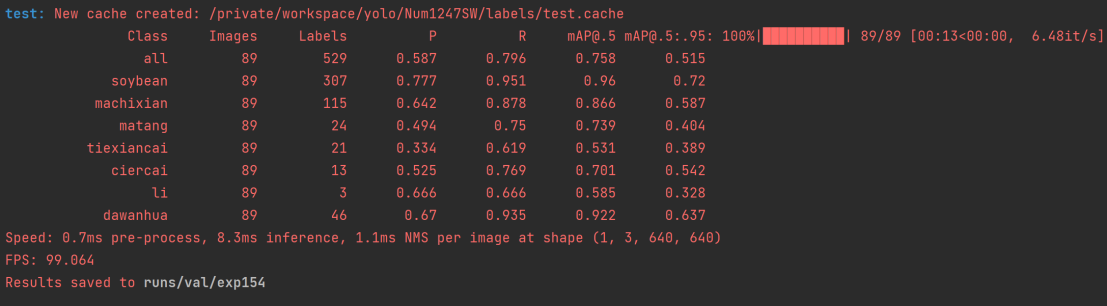 test: New cache created: /private/workspace/yolo/Num1247SW/labels/test.cache
Class Images Labels P R mAP@.5 mAP@.5:.95: 100%|██████████| 89/89 [00:13<00:00, 6.48it/s]
all 89 529 0.587 0.796 0.758 0.515
soybean 89 307 0.777 0.951 0.96 0.72
machixian 89 115 0.642 0.878 0.866 0.587
matang 89 24 0.494 0.75 0.739 0.404
tiexiancai 89 21 0.334 0.619 0.531 0.389
ciercai 89 13 0.525 0.769 0.701 0.542
li 89 3 0.666 0.666 0.585 0.328
dawanhua 89 46 0.67 0.935 0.922 0.637
Speed: 0.7ms pre-process, 8.3ms inference, 1.1ms NMS per image at shape (1, 3, 640, 640)
FPS: 99.064
Results saved to runs/val/exp154